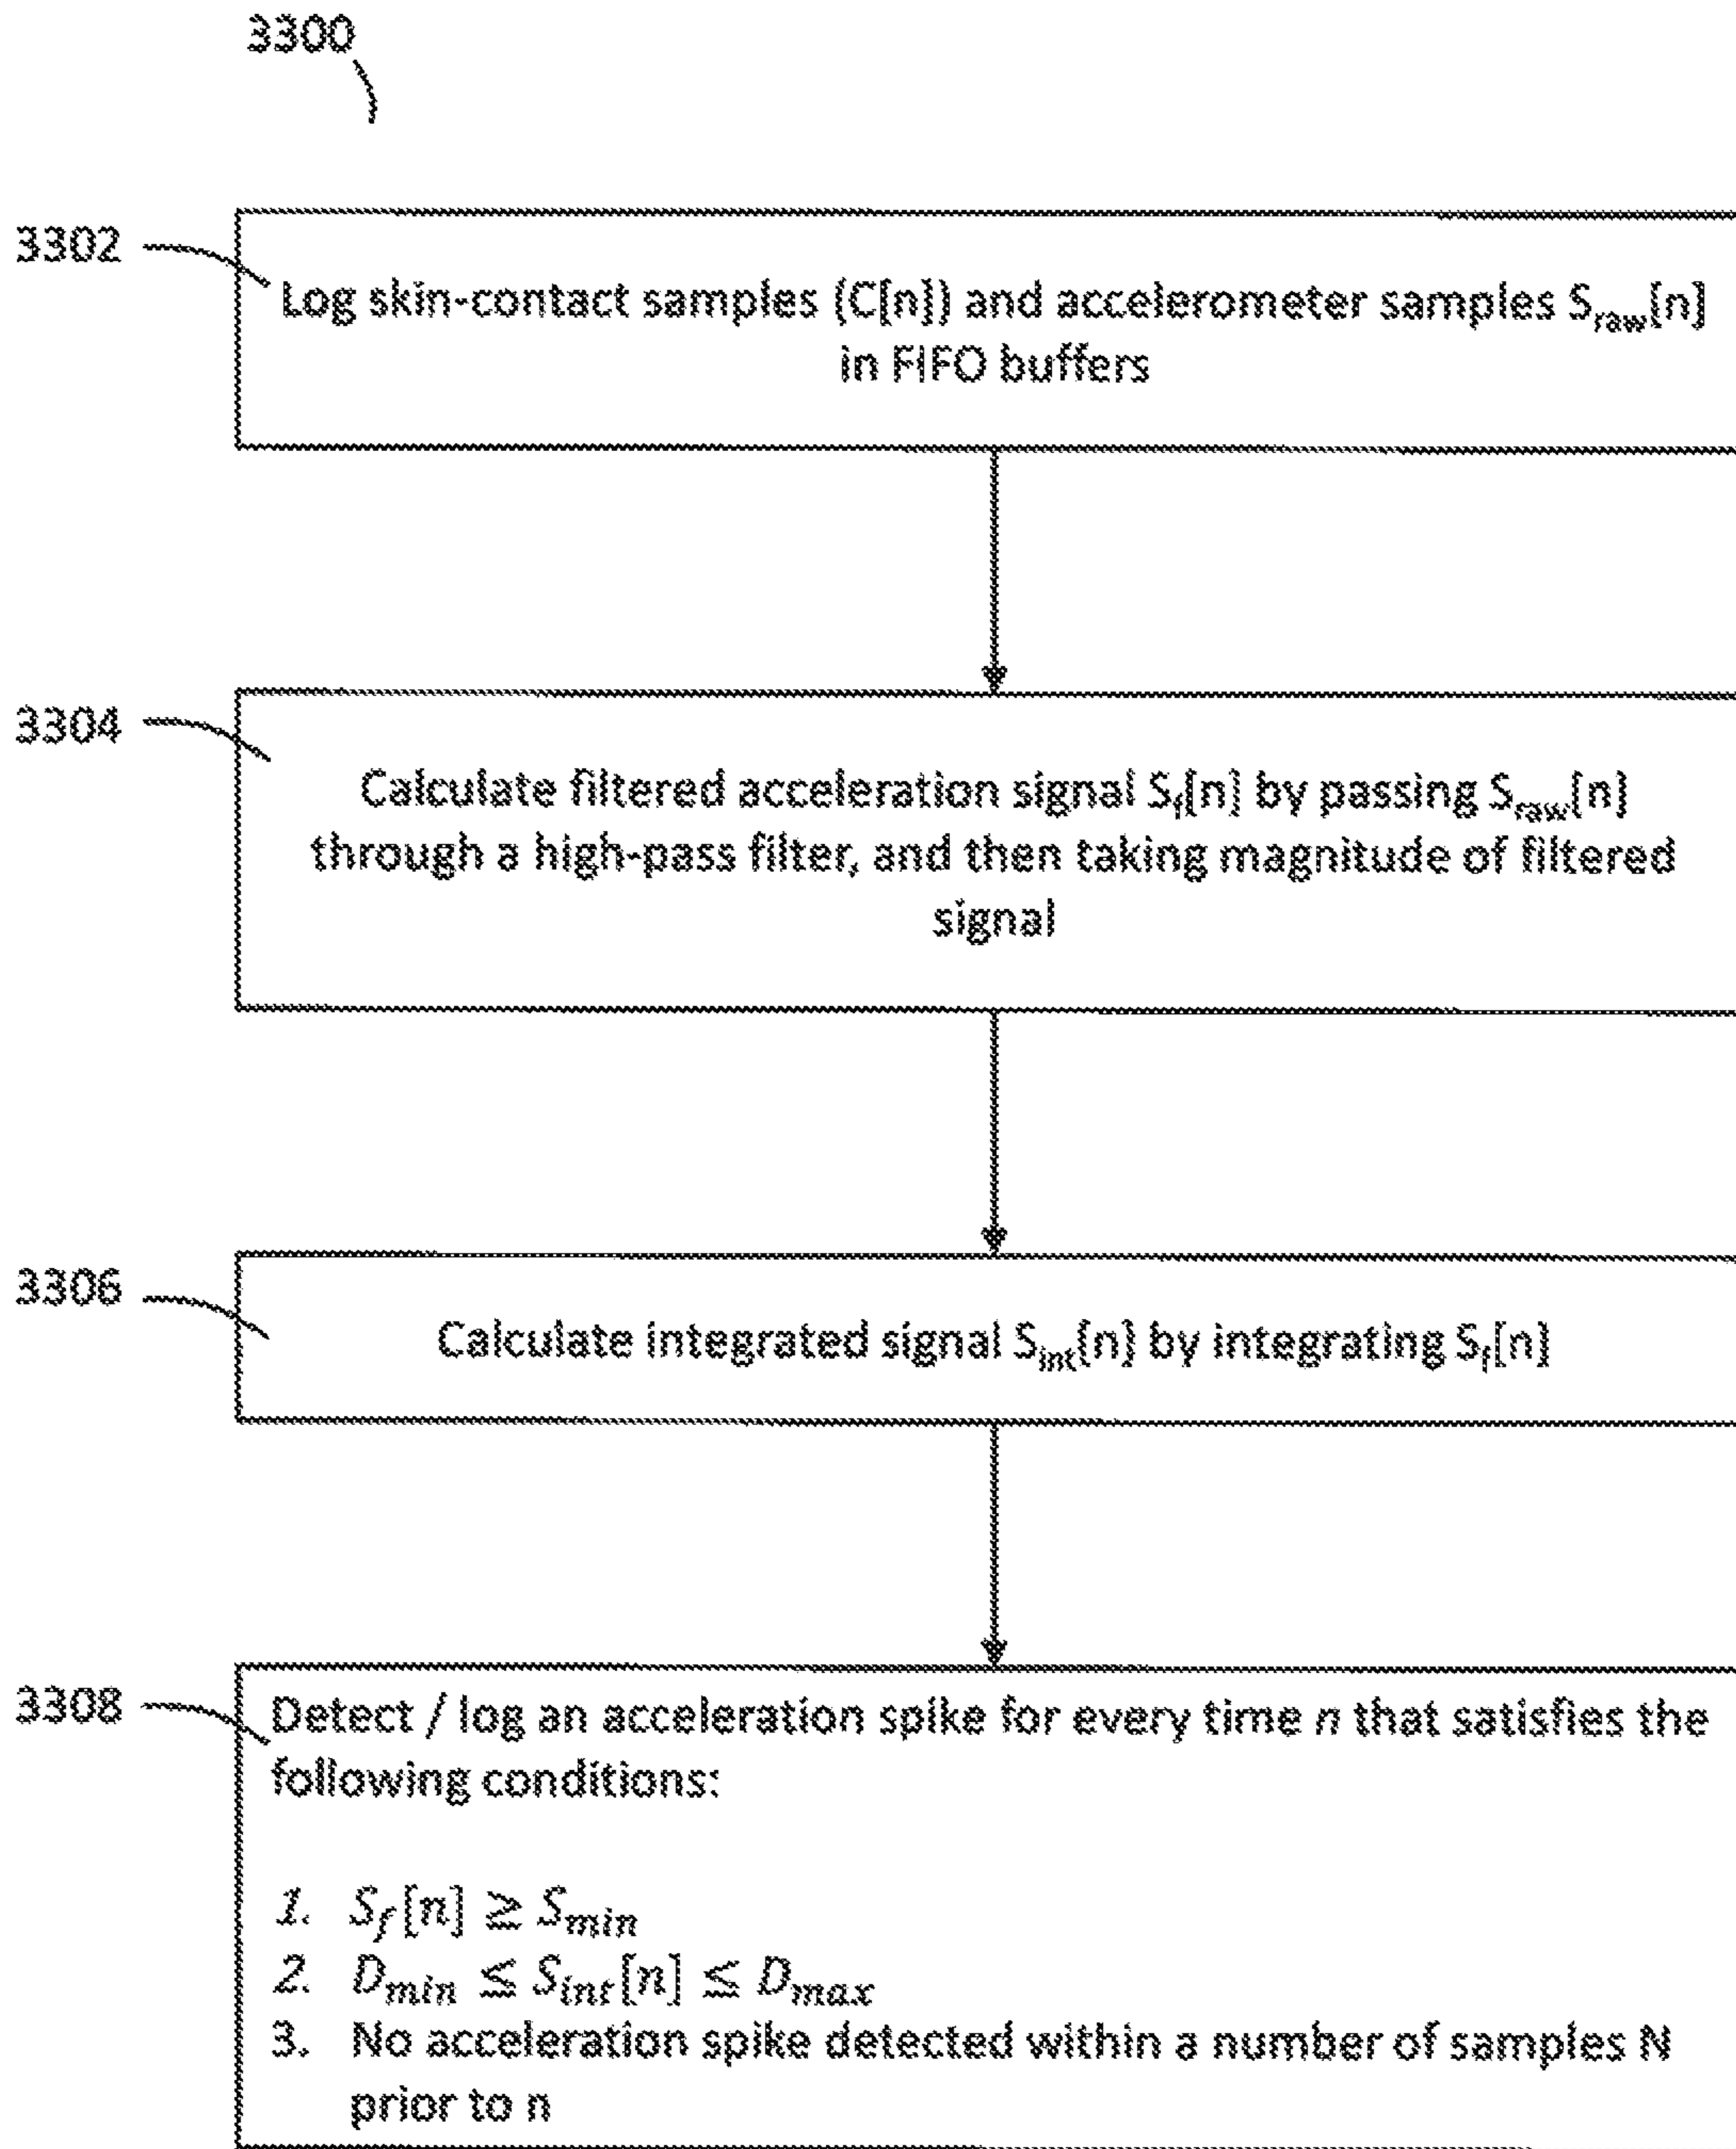 3300
3302
Log skin-contact samples (C[n]) and accelerometer samples S_raw[n]
in FIFO buffers
3304
Calculate filtered acceleration signal S_f[n] by passing S_raw[n]
through a high-pass filter, and then taking magnitude of filtered
signal
3306
Calculate integrated signal S_int[n] by integrating S_f[n]
3308
Detect / log an acceleration spike for every time n that satisfies the
following conditions:
1. S_f[n] ≧ S_min
2. D_min ≦ S_int[n] ≦ D_max
3. No acceleration spike detected within a number of samples N
prior to n